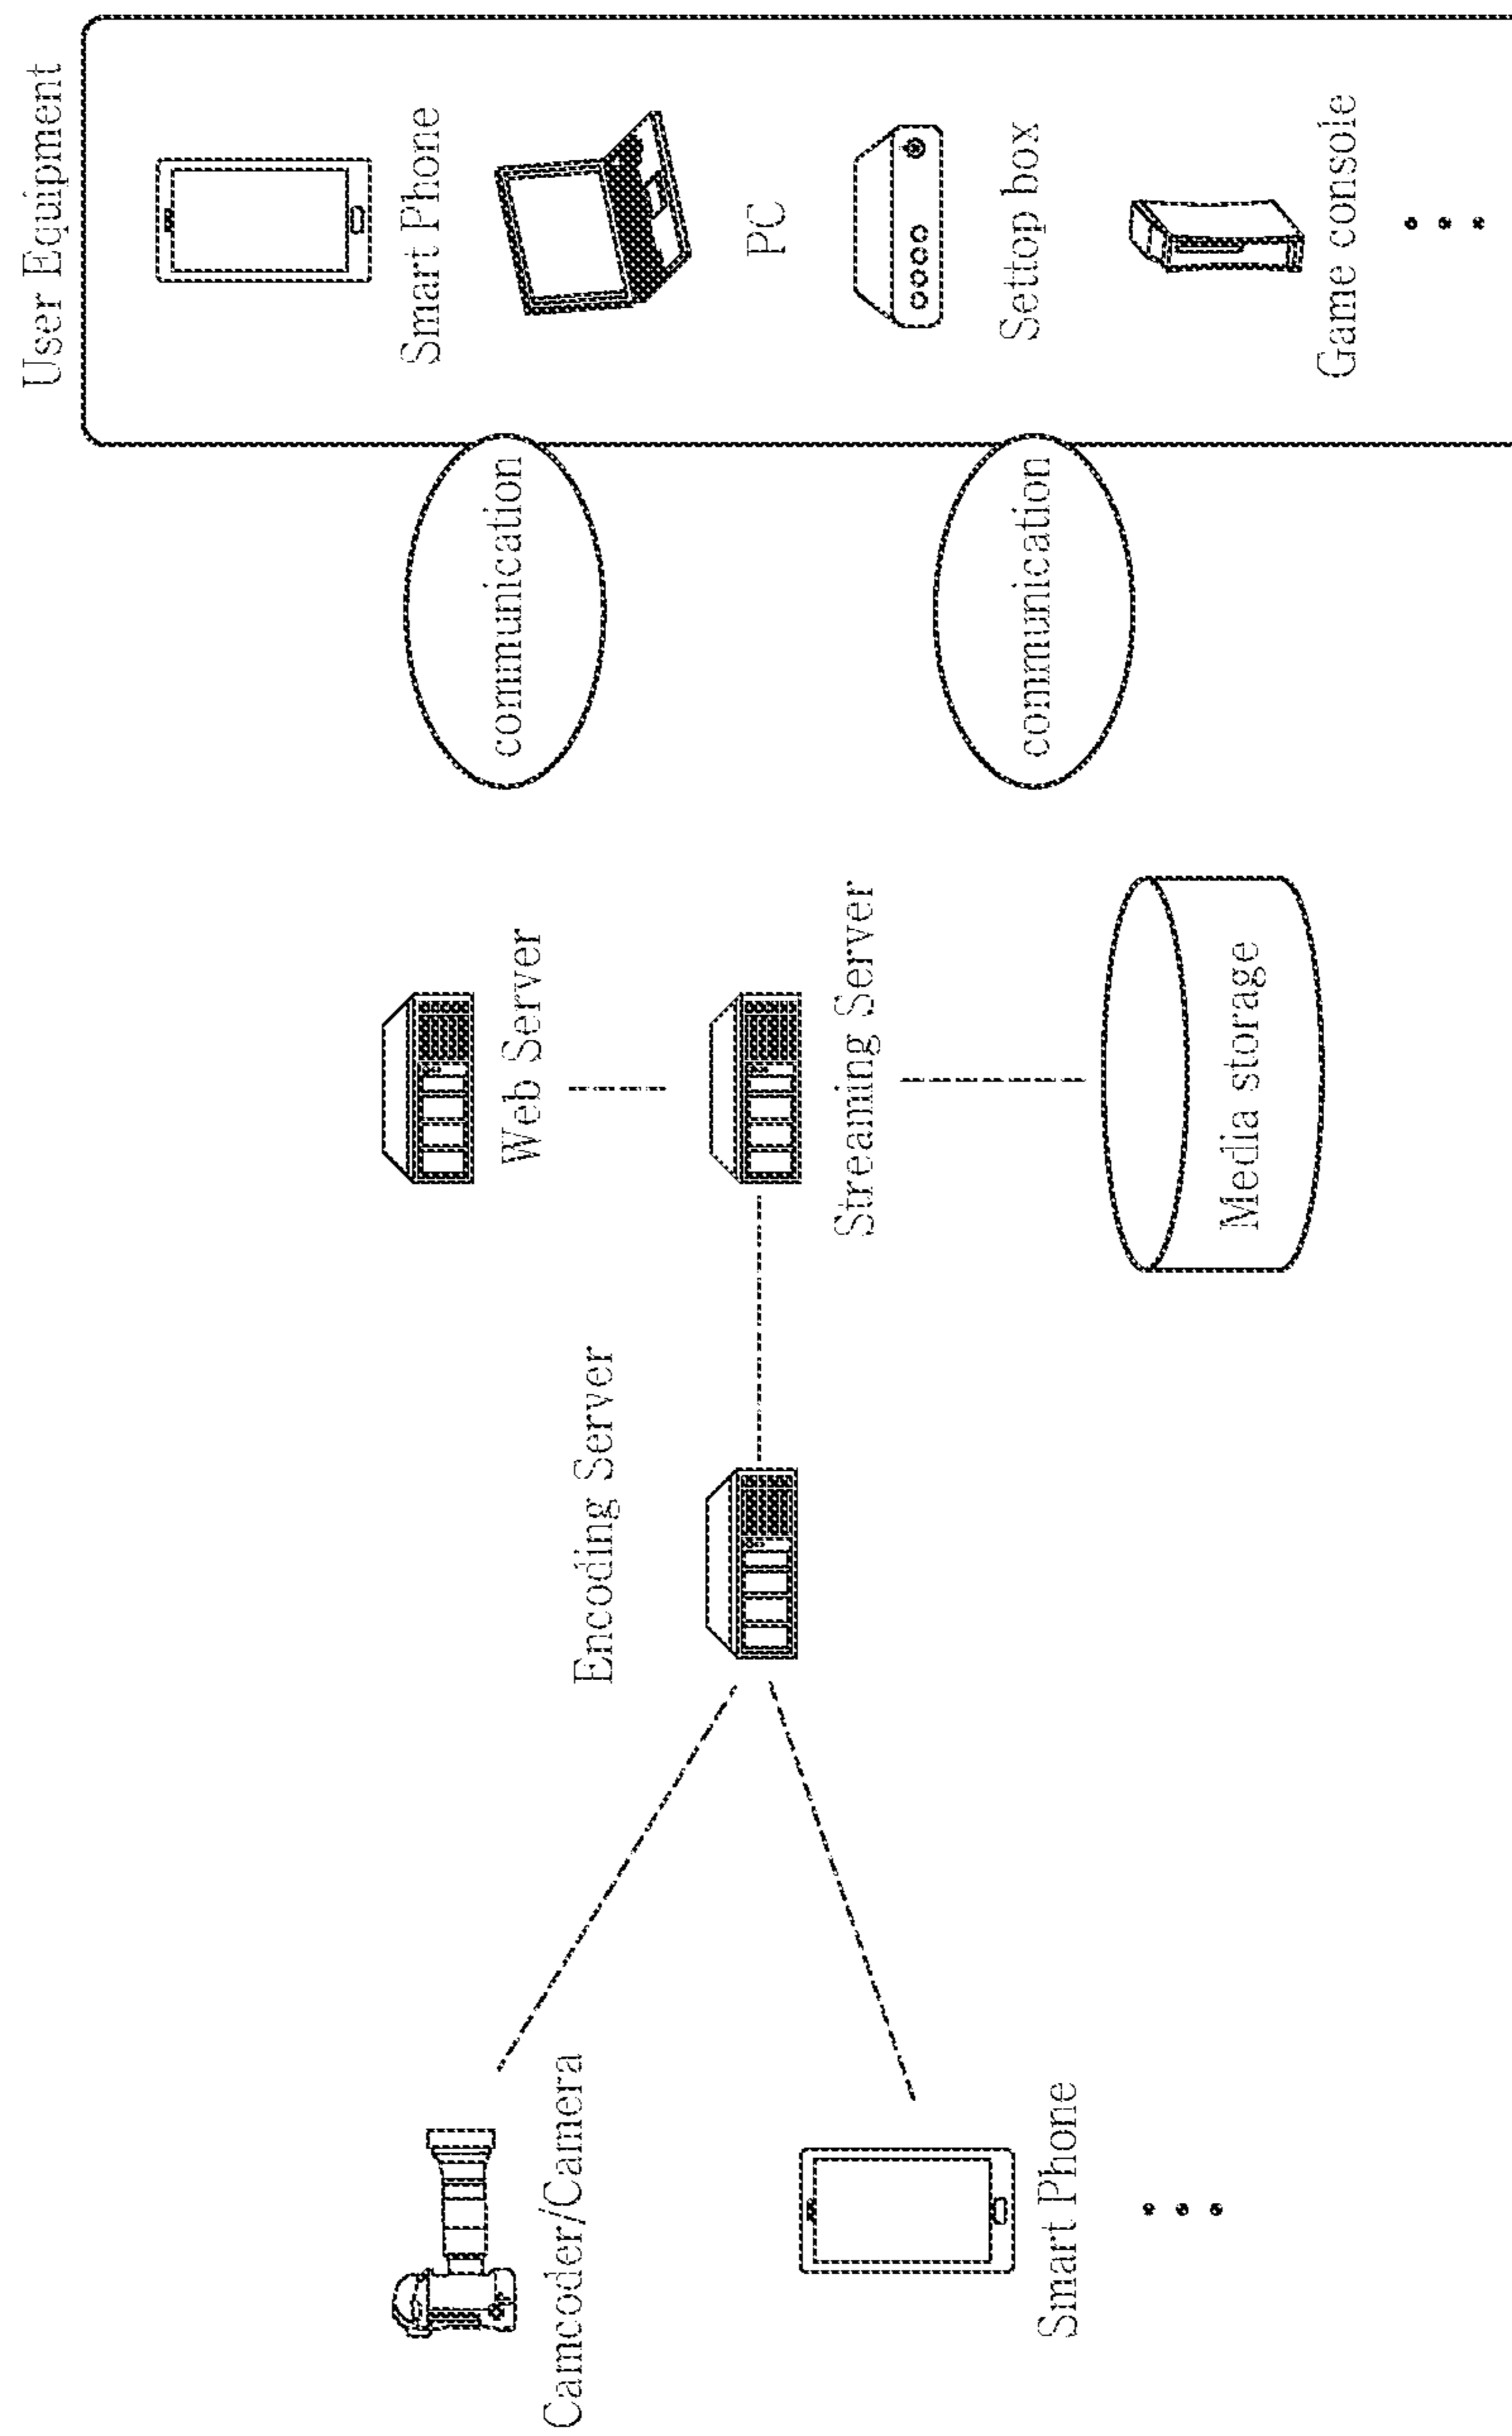 User Equipment
Smart Phone
PC
Settop box
Game console
communication
communication
Web Server
Streaming Server
Media storage
Encoding Server
Camcoder/Camera
Smart Phone